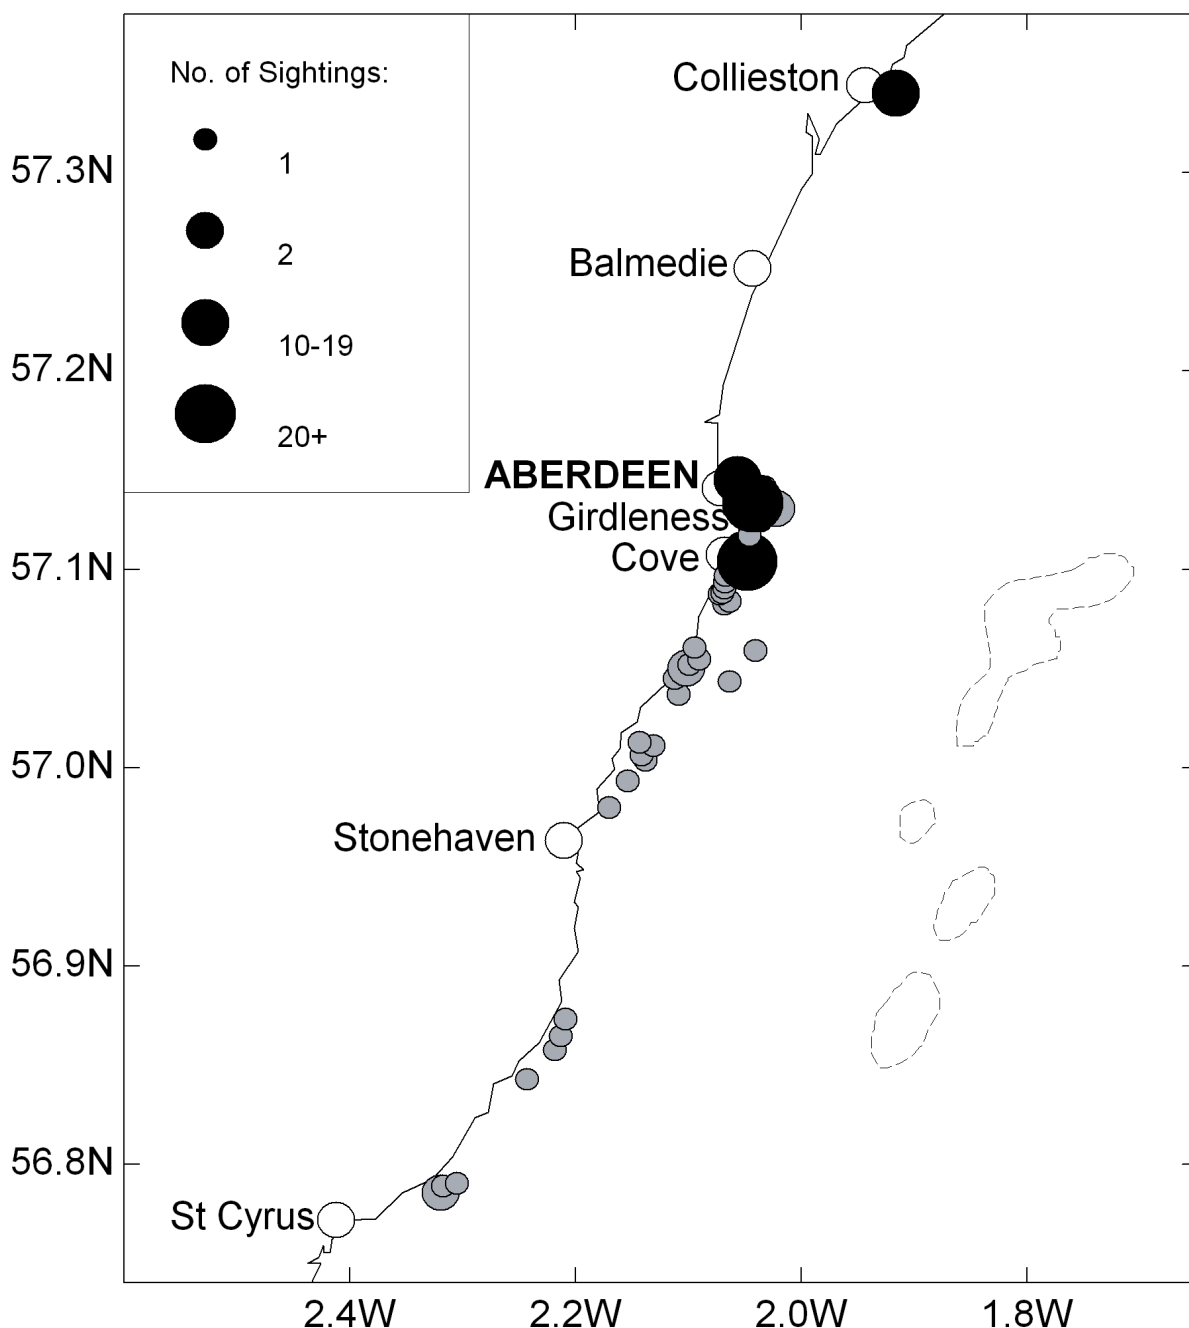 No. of Sightings:
1
2
10-19
20+
Collieston
57.3N
Balmedie
57.2N
ABERDEEN
Girdleness
Cove
57.1N
57.0N
Stonehaven
56.9N
56.8N
St Cyrus
2.4W 2.2W 2.0W 1.8W